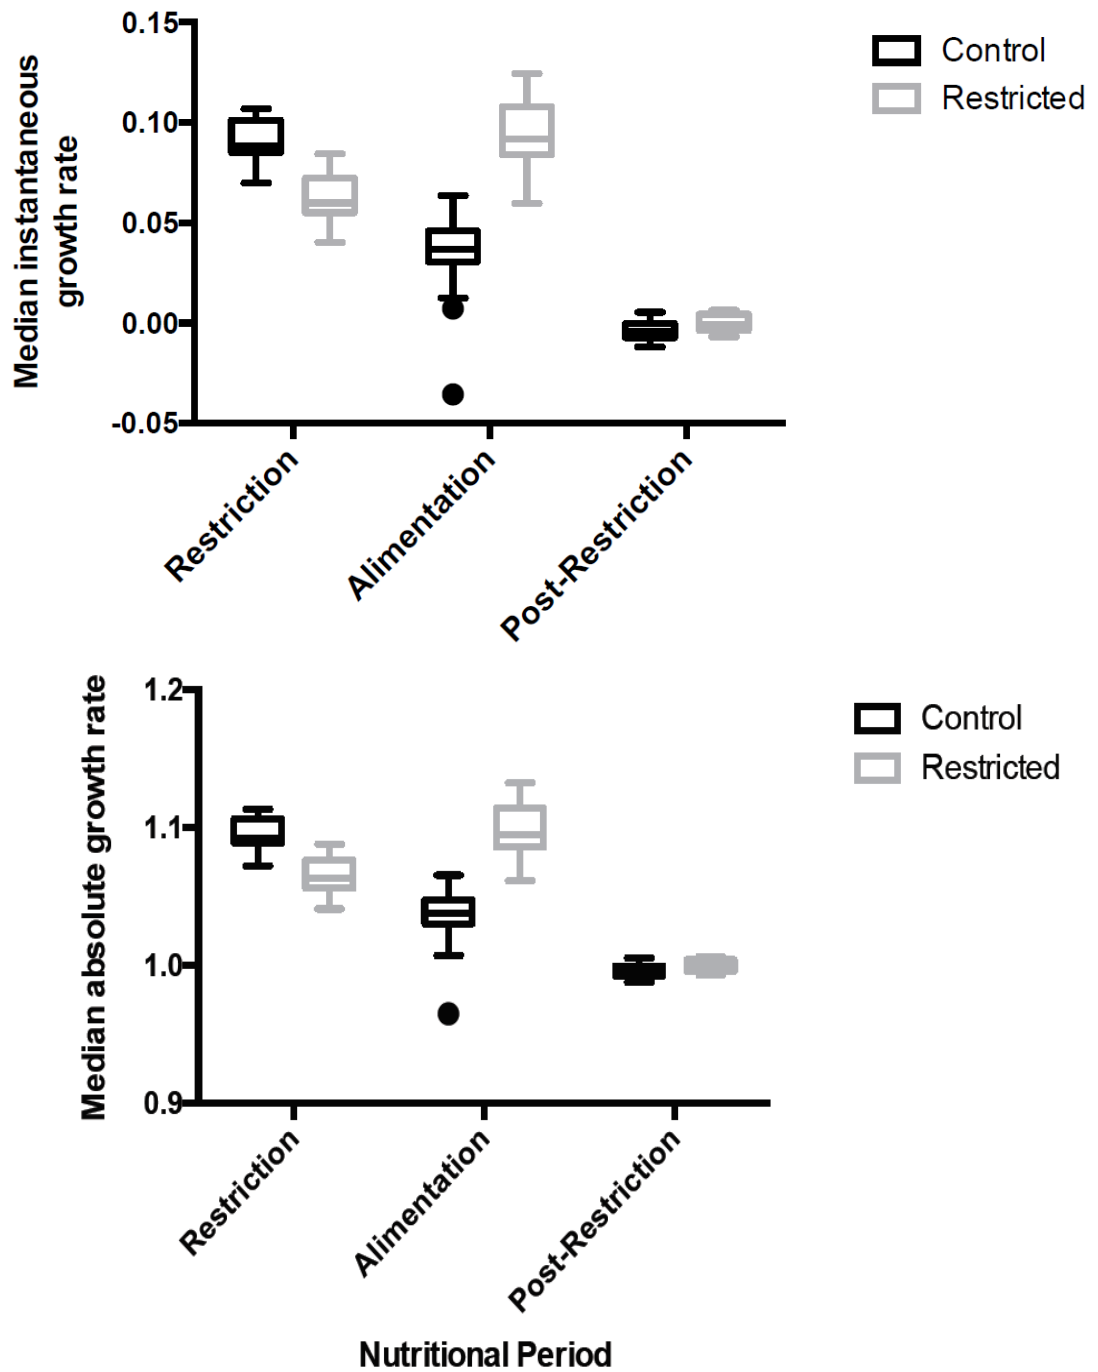 Median instantaneous
growth rate
0.15
0.10
0.05
0.00
-0.05
Control
Restricted
Restriction
Alimentation
Post-Restriction
Median absolute growth rate
1.2
1.1
1.0
0.9
Control
Restricted
Restriction
Alimentation
Post-Restriction
Nutritional Period